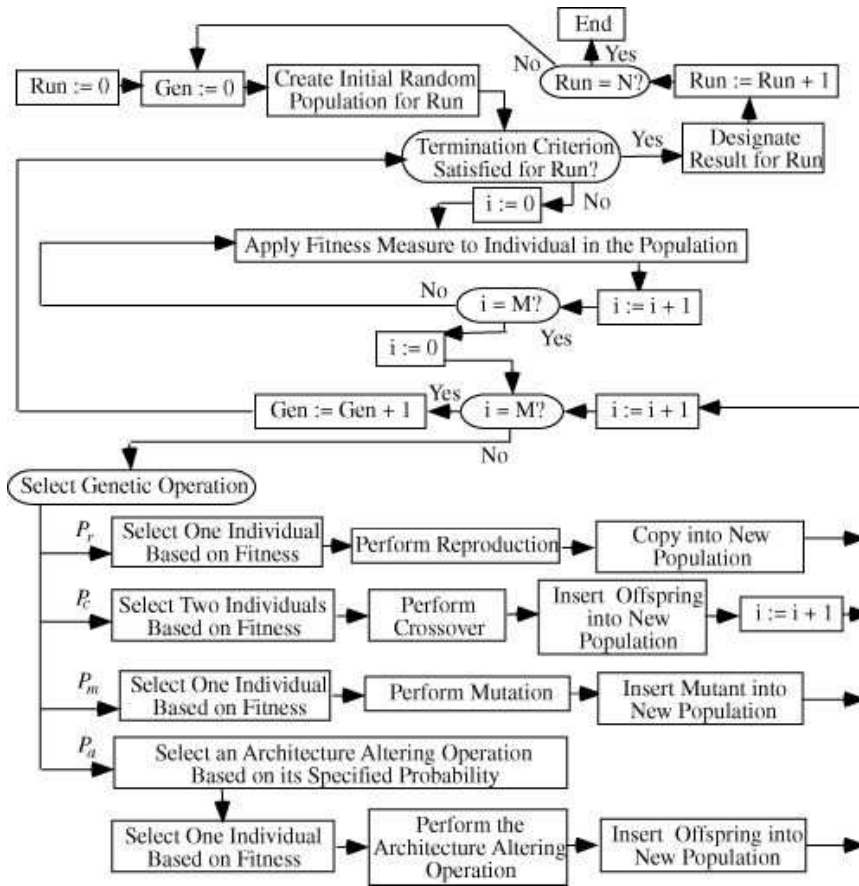 End
Yes
No
Run := 0
Gen := 0
Create Initial Random
Population for Run
Run = N?
Run := Run + 1
Termination Criterion
Satisfied for Run?
Yes
Designate
Result for Run
i := 0
No
Apply Fitness Measure to Individual in the Population
No
i = M?
i := i + 1
Yes
i := 0
Gen := Gen + 1
Yes
i = M?
i := i + 1
No
Select Genetic Operation
Pr
Select One Individual
Based on Fitness
Perform Reproduction
Copy into New
Population
Pc
Select Two Individuals
Based on Fitness
Perform
Crossover
Insert Offspring
into New
Population
i := i + 1
Pm
Select One Individual
Based on Fitness
Perform Mutation
Insert Mutant into
New Population
Pa
Select an Architecture Altering Operation
Based on its Specified Probability
Select One Individual
Based on Fitness
Perform the
Architecture Altering
Operation
Insert Offspring into
New Population